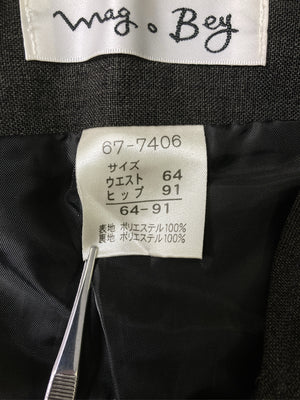 mag. Bey
67-7406
サイズ
ウエスト 64
ヒップ 91
64-91
表地 ポリエステル100%
裏地 ポリエステル100%